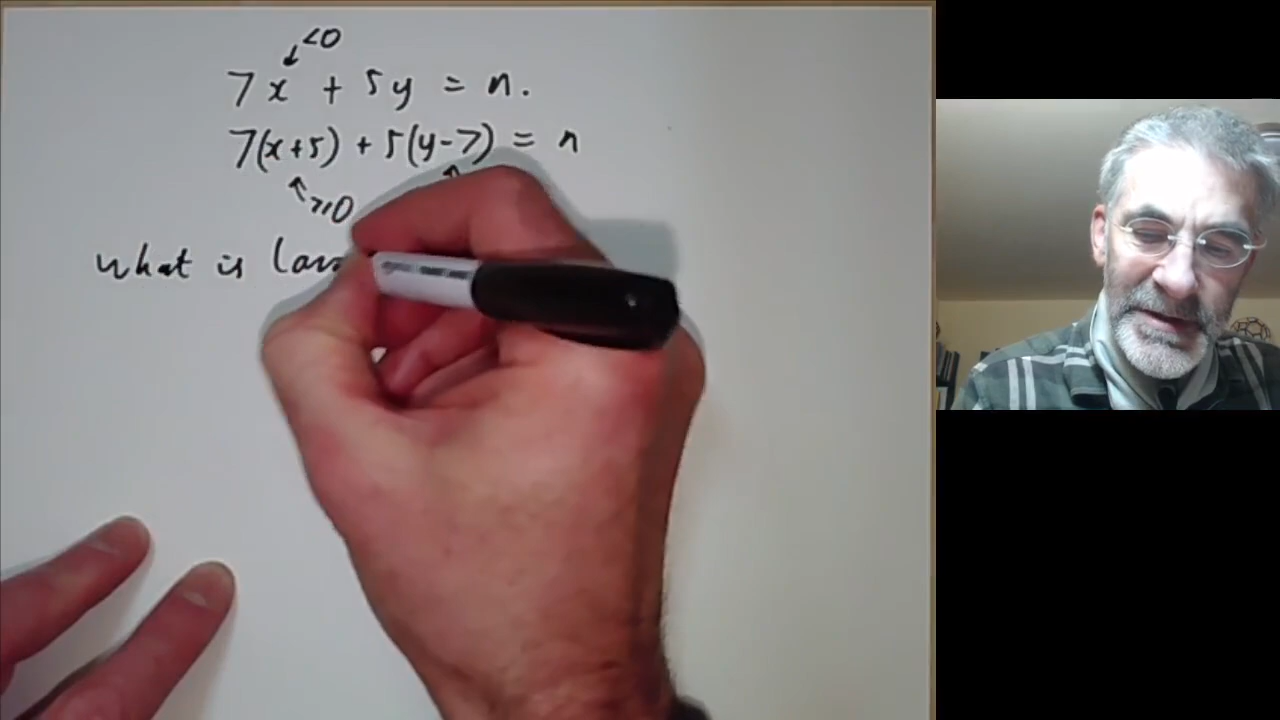 <0
7x + 5y = n.
7(x+5) + 5(y-7) = n
≥0
what is